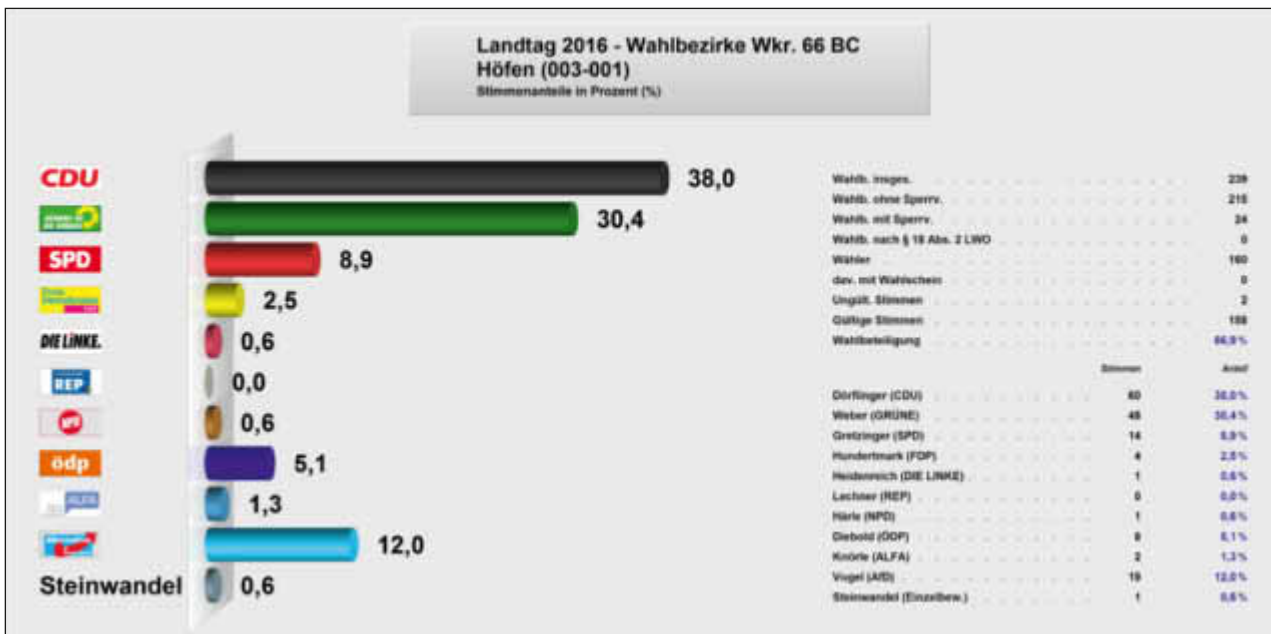 Landtag 2016 - Wahlbezirke Wkr. 66 BC
Höfen (003-001)
Stimmenanteile in Prozent (%)
CDU 38,0
30,4
SPD 8,9
2,5
DIE LINKE. 0,6
REP 0,0
0,6
ödp 5,1
ALFA 1,3
12,0
Steinwandel 0,6
Wahlb. insges. 239
Wahlb. ohne Sperrv. 215
Wahlb. mit Sperrv. 24
Wahlb. nach § 18 Abs. 2 LWO 0
Wähler 160
dav. mit Wahlschein 0
Ungült. Stimmen 2
Gültige Stimmen 158
Wahlbeteiligung 66,9 %
Stimmen Anteil
Dörflinger (CDU) 60 38,0 %
Weber (GRÜNE) 48 30,4 %
Gretzinger (SPD) 14 8,9 %
Hundertmark (FDP) 4 2,5 %
Heidenreich (DIE LINKE) 1 0,6 %
Lechner (REP) 0 0,0 %
Härle (NPD) 1 0,6 %
Diebold (ÖDP) 8 5,1 %
Knörle (ALFA) 2 1,3 %
Vogel (AfD) 19 12,0 %
Steinwandel (Einzelbew.) 1 0,6 %